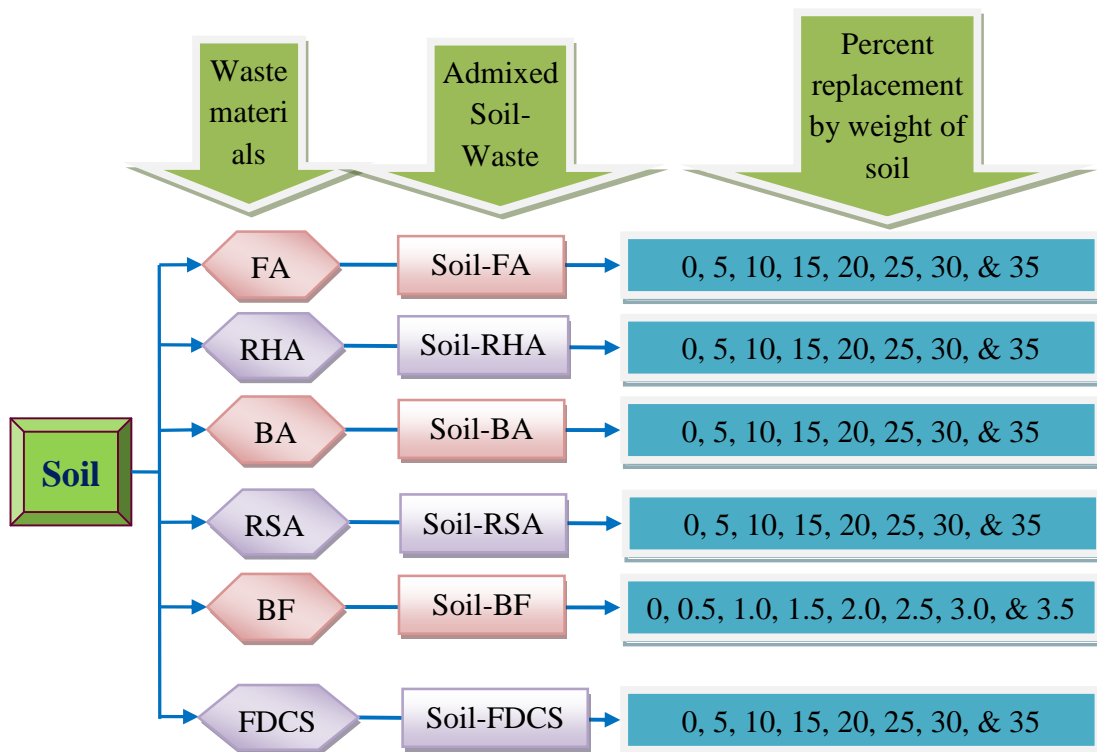 Waste
materi
als
Admixed
Soil-
Waste
Percent
replacement
by weight of
soil
Soil
FA
Soil-FA
0, 5, 10, 15, 20, 25, 30, & 35
RHA
Soil-RHA
0, 5, 10, 15, 20, 25, 30, & 35
BA
Soil-BA
0, 5, 10, 15, 20, 25, 30, & 35
RSA
Soil-RSA
0, 5, 10, 15, 20, 25, 30, & 35
BF
Soil-BF
0, 0.5, 1.0, 1.5, 2.0, 2.5, 3.0, & 3.5
FDCS
Soil-FDCS
0, 5, 10, 15, 20, 25, 30, & 35